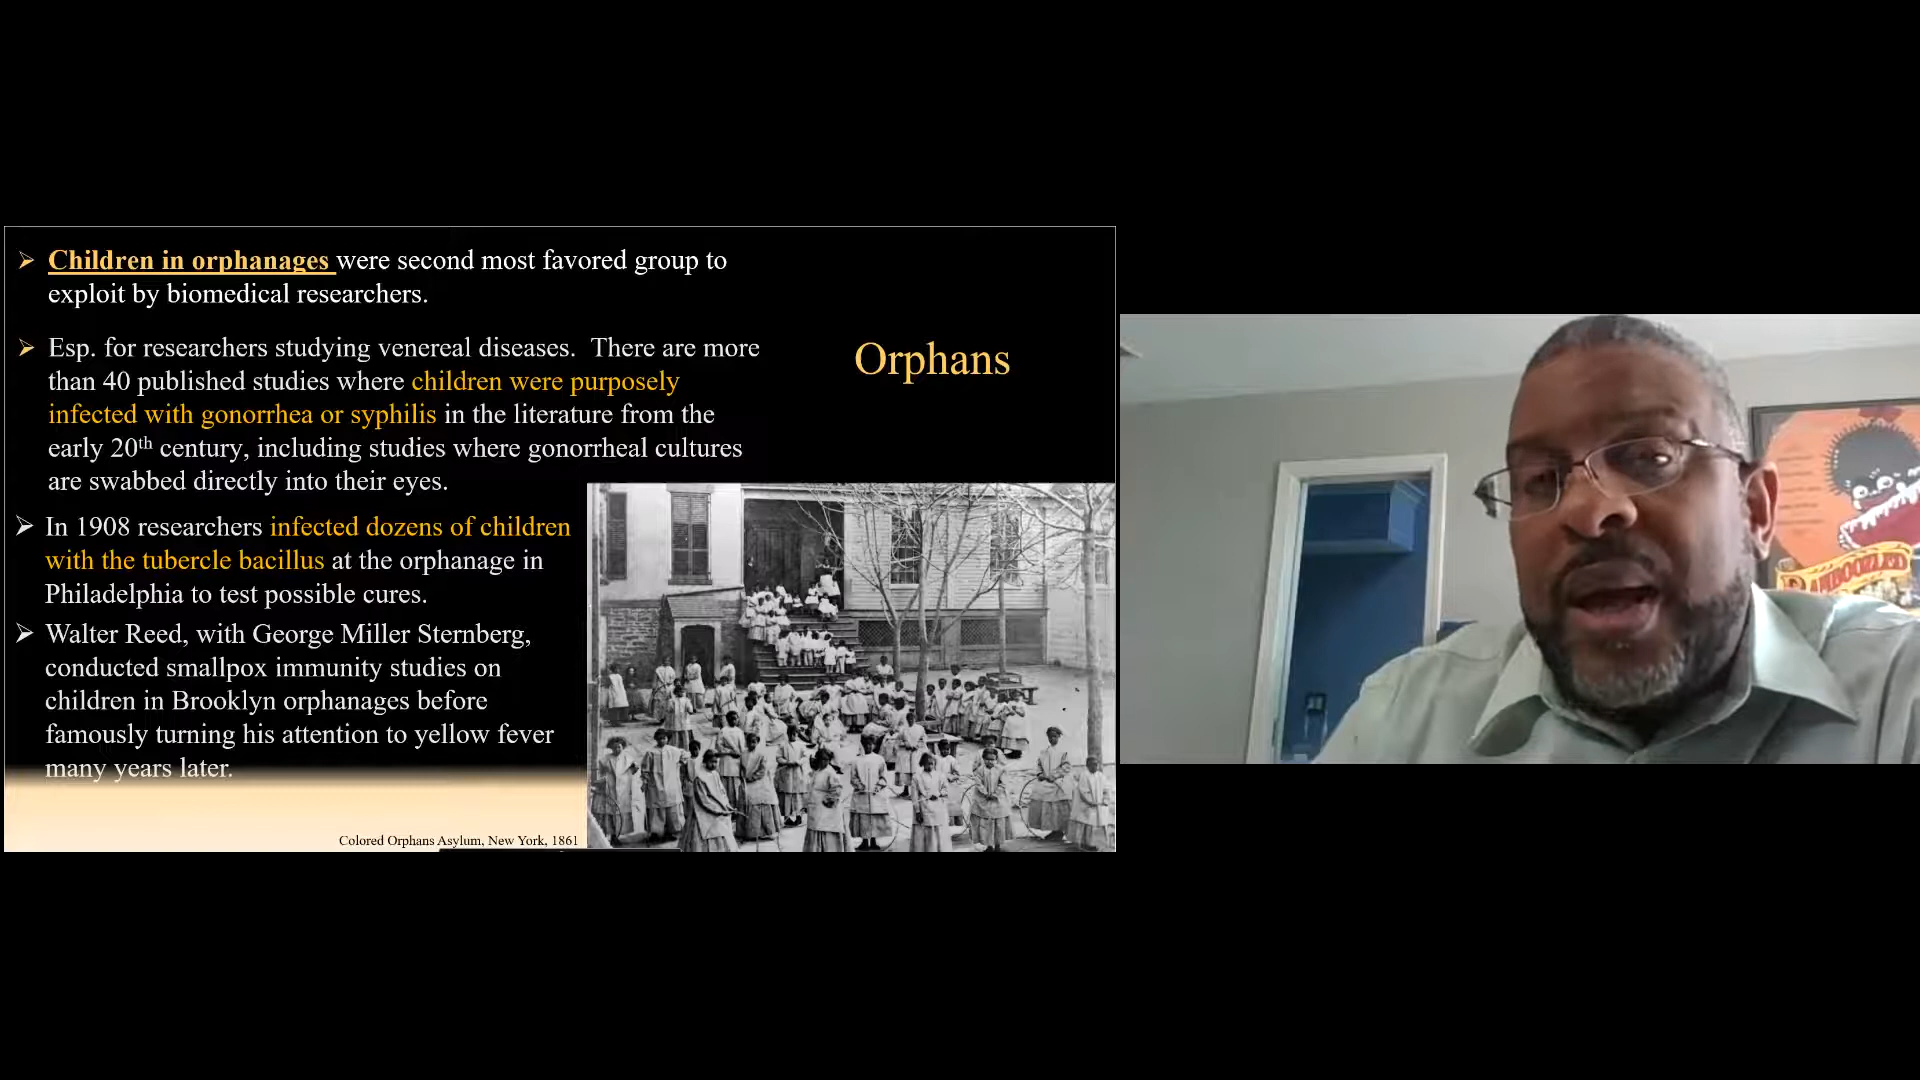 Children in orphanages were second most favored group to
exploit by biomedical researchers.
Esp. for researchers studying venereal diseases. There are more
than 40 published studies where children were purposely
infected with gonorrhea or syphilis in the literature from the
early 20th century, including studies where gonorrheal cultures
are swabbed directly into their eyes.
Orphans
In 1908 researchers infected dozens of children
with the tubercle bacillus at the orphanage in
Philadelphia to test possible cures.
Walter Reed, with George Miller Sternberg,
conducted smallpox immunity studies on
children in Brooklyn orphanages before
famously turning his attention to yellow fever
many years later.
Colored Orphans Asylum, New York, 1861